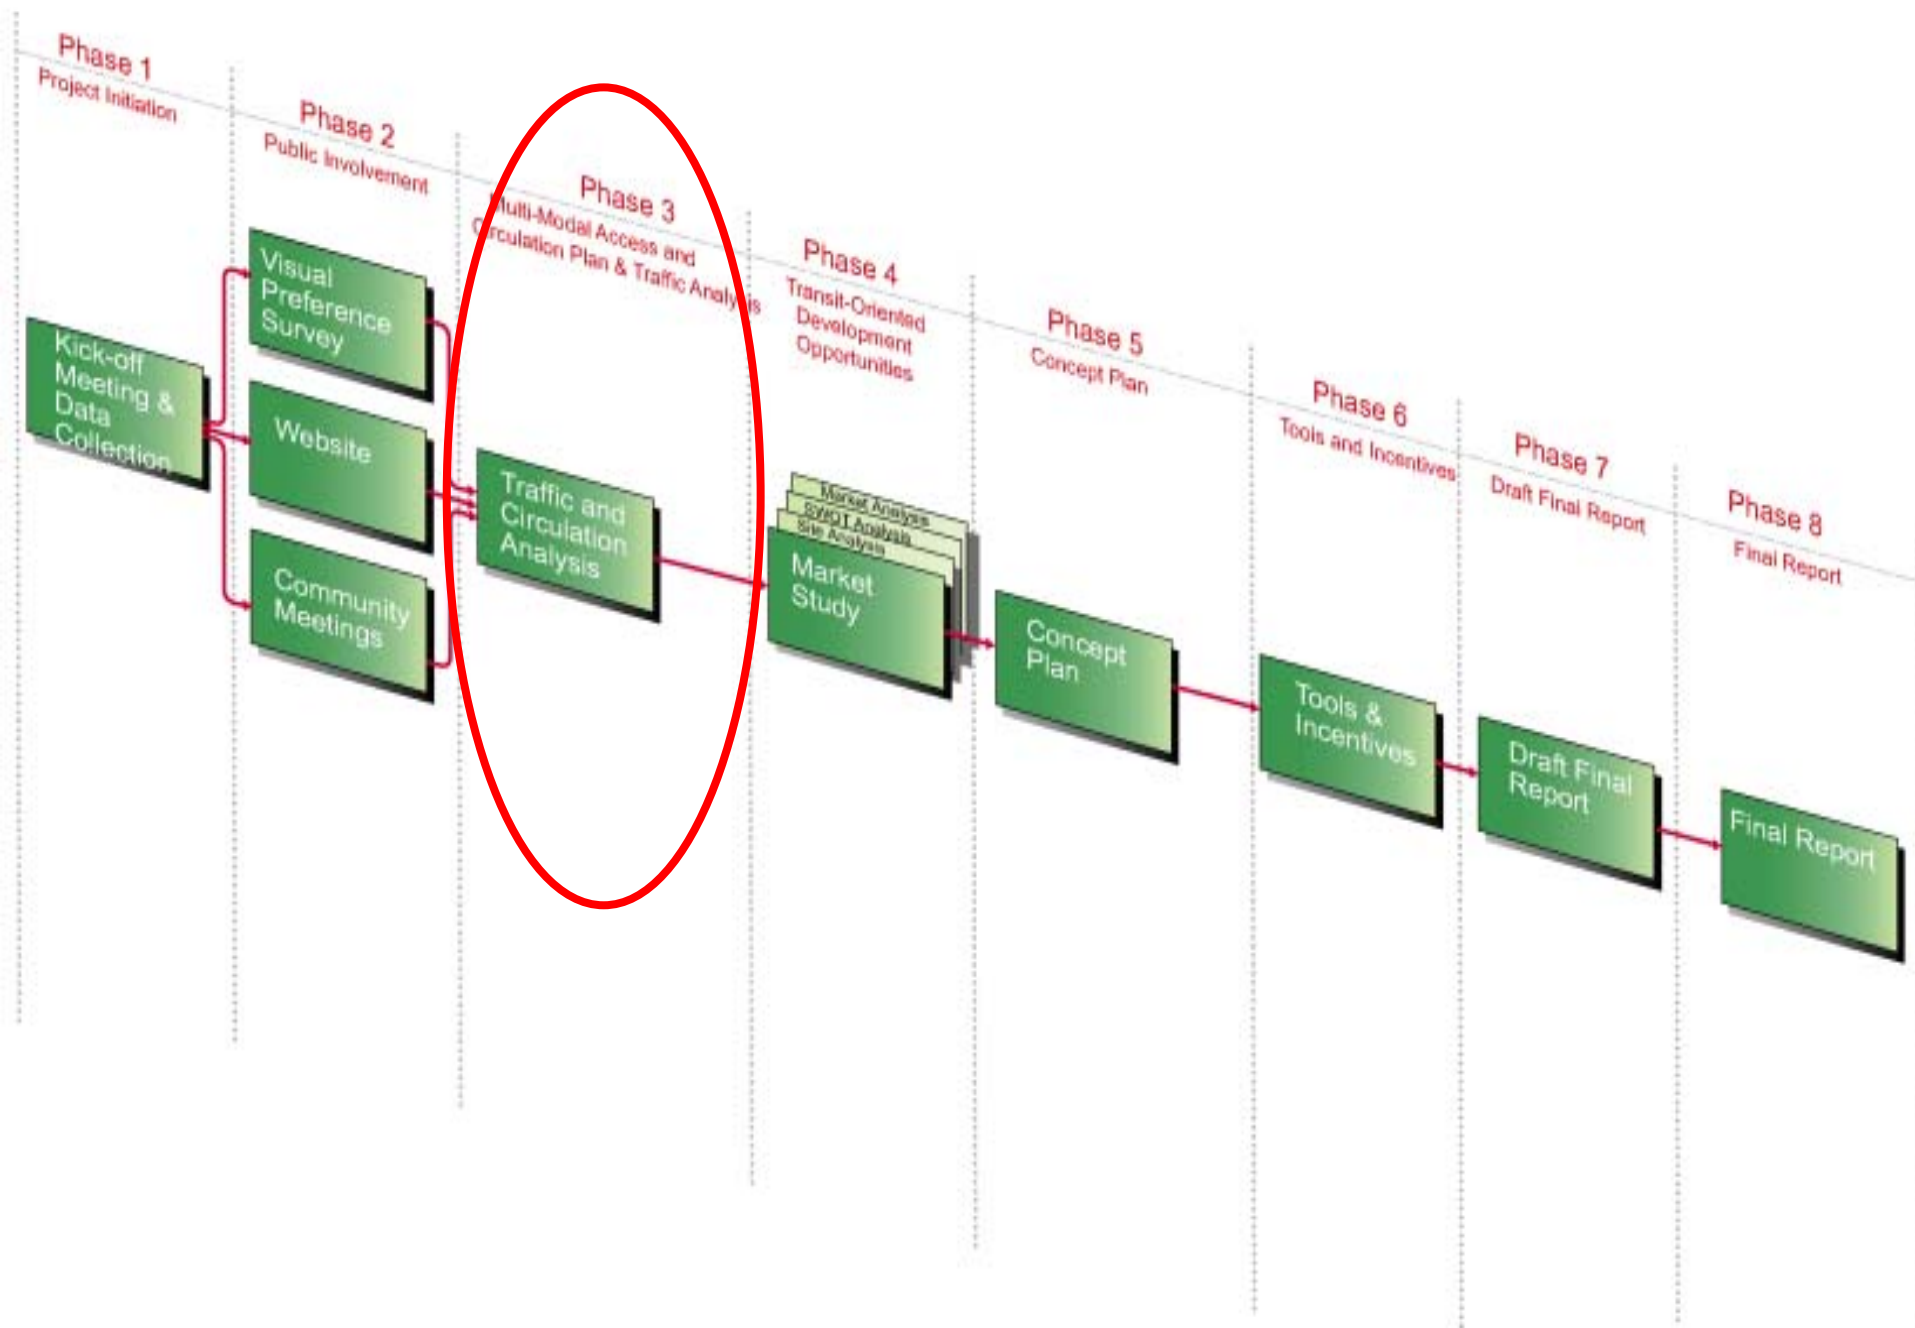 Phase 1
Project Initiation
Kick-off
Meeting &
Data
Collection
Phase 2
Public Involvement
Visual
Preference
Survey
Website
Community
Meetings
Phase 3
Multi-Modal Access and
Circulation Plan & Traffic Analysis
Traffic and
Circulation
Analysis
Phase 4
Transit-Oriented
Development
Opportunities
Market Analysis
SWOT Analysis
Site Analysis
Market
Study
Phase 5
Concept Plan
Concept
Plan
Phase 6
Tools and Incentives
Tools &
Incentives
Phase 7
Draft Final Report
Draft Final
Report
Phase 8
Final Report
Final Report